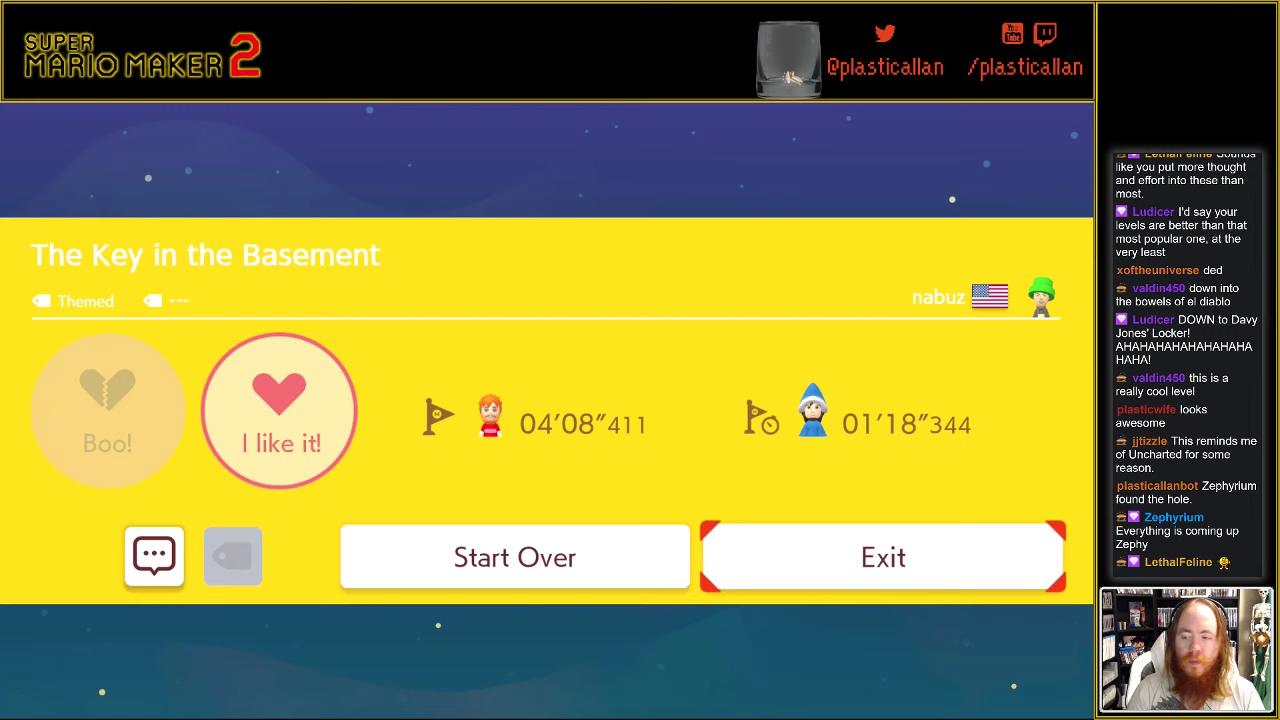 SUPER
MARIO MAKER 2
@plasticallan
/plasticallan
The Key in the Basement
Themed
---
nabuz
Boo!
I like it!
04'08"411
01'18"344
Start Over
Exit
LethalFeline Sounds
like you put more thought
and effort into these than
most.
Ludicer I'd say your
levels are better than that
most popular one, at the
very least
xoftheuniverse ded
valdin450 down into
the bowels of el diablo
Ludicer DOWN to Davy
Jones' Locker!
AHAHAHAHAHAHAHA
HAHA!
valdin450 this is a
really cool level
plasticwife looks
awesome
jjtizzle This reminds me
of Uncharted for some
reason.
plasticallanbot Zephyrium
found the hole.
Zephyrium
Everything is coming up
Zephy
LethalFeline